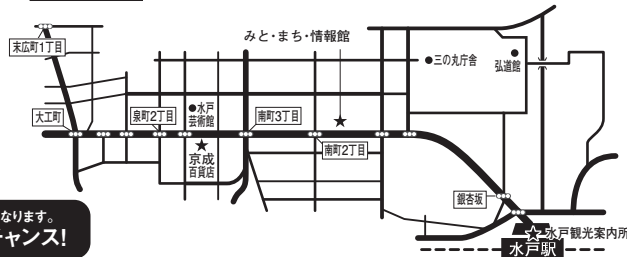 末広町1丁目
みと・まち・情報館
●三の丸庁舎
弘道館
大工町
泉町2丁目
●水戸
芸術館
南町3丁目
★
★
京成
百貨店
南町2丁目
銀杏坂
なります。
チャンス!
☆水戸観光案内所
水戸駅